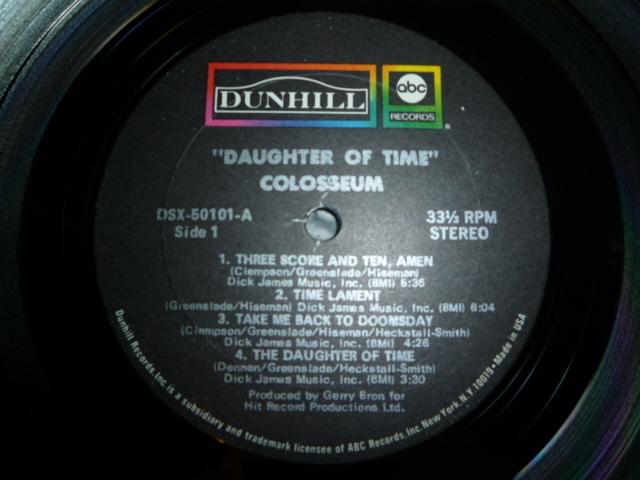 DUNHILL
abc
RECORDS
"DAUGHTER OF TIME"
COLOSSEUM
DSX-50101-A
Side 1
33⅓ RPM
STEREO
1. THREE SCORE AND TEN, AMEN
(Clempson/Greenslade/Hiseman)
Dick James Music, Inc. (BMI) 5:36
2. TIME LAMENT
(Greenslade/Hiseman) Dick James Music, Inc. (BMI) 6:04
3. TAKE ME BACK TO DOOMSDAY
(Clempson/Greenslade/Hiseman/Heckstall-Smith)
Dick James Music, Inc. (BMI) 4:26
4. THE DAUGHTER OF TIME
(Dennen/Greenslade/Heckstall-Smith)
Dick James Music, Inc. (BMI) 3:30
Produced by Gerry Bron for
Hit Record Productions Ltd.
Dunhill Records, Inc. is a subsidiary and trademark licensee of ABC Records, Inc. New York, N.Y. 10019 • Made in USA